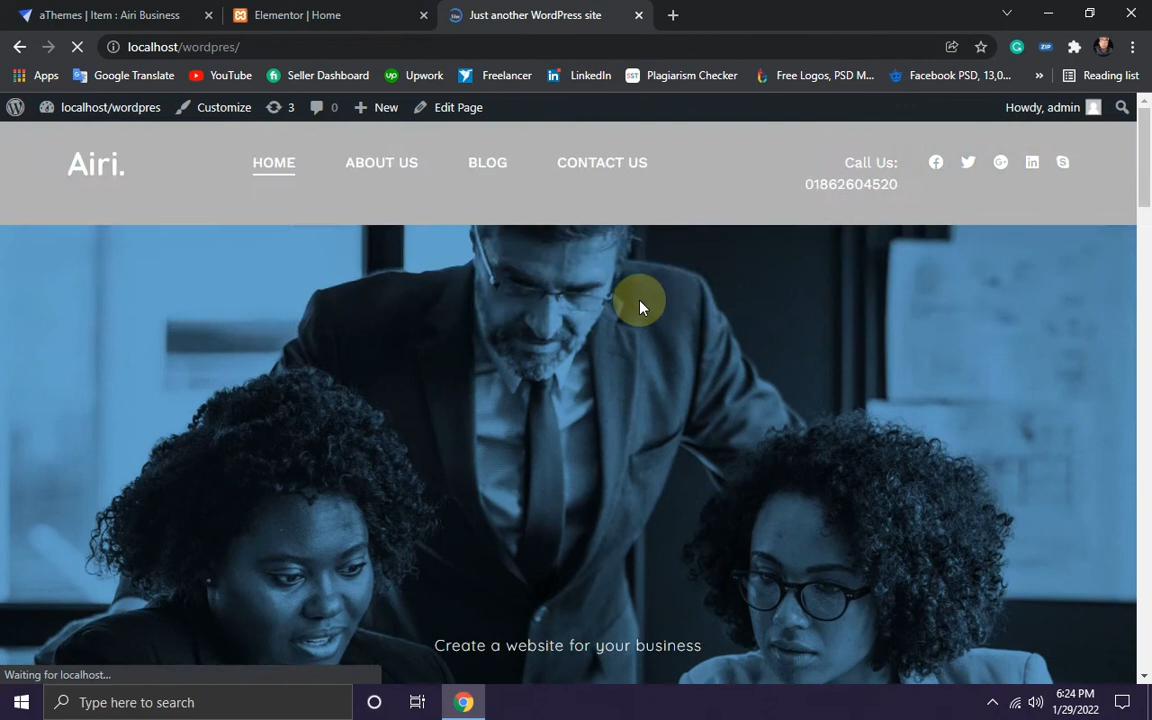 aThemes | Item : Airi Business
Elementor | Home
Just another WordPress site
localhost/wordpres/
Apps
Google Translate
YouTube
Seller Dashboard
Upwork
Freelancer
LinkedIn
Plagiarism Checker
Free Logos, PSD M...
Facebook PSD, 13,0...
»
Reading list
localhost/wordpres
Customize
3
0
New
Edit Page
Howdy, admin
Airi.
HOME
ABOUT US
BLOG
CONTACT US
Call Us:
01862604520
Create a website for your business
Waiting for localhost...
Type here to search
6:24 PM
1/29/2022